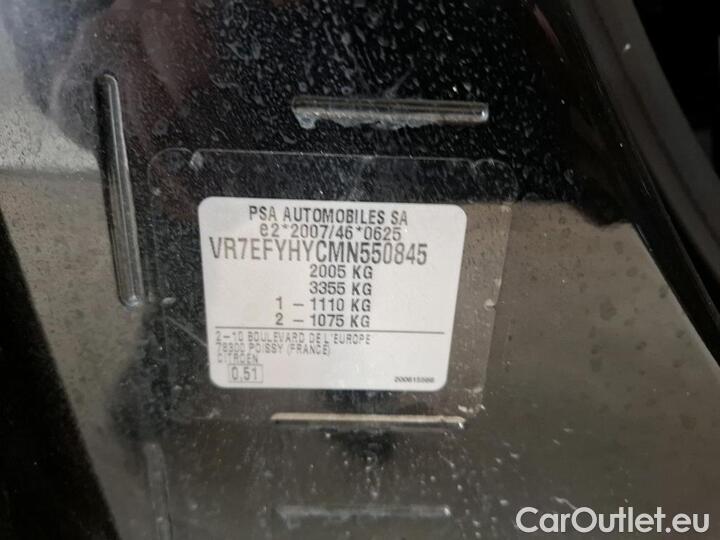 PSA AUTOMOBILES SA
e2*2007/46*0625
VR7EFYHYCMN550845
2005 KG
3355 KG
1 – 1110 KG
2 – 1075 KG
2–10 BOULEVARD DE L'EUROPE
78300 POISSY (FRANCE)
CITROEN
0,51
CarOutlet.eu